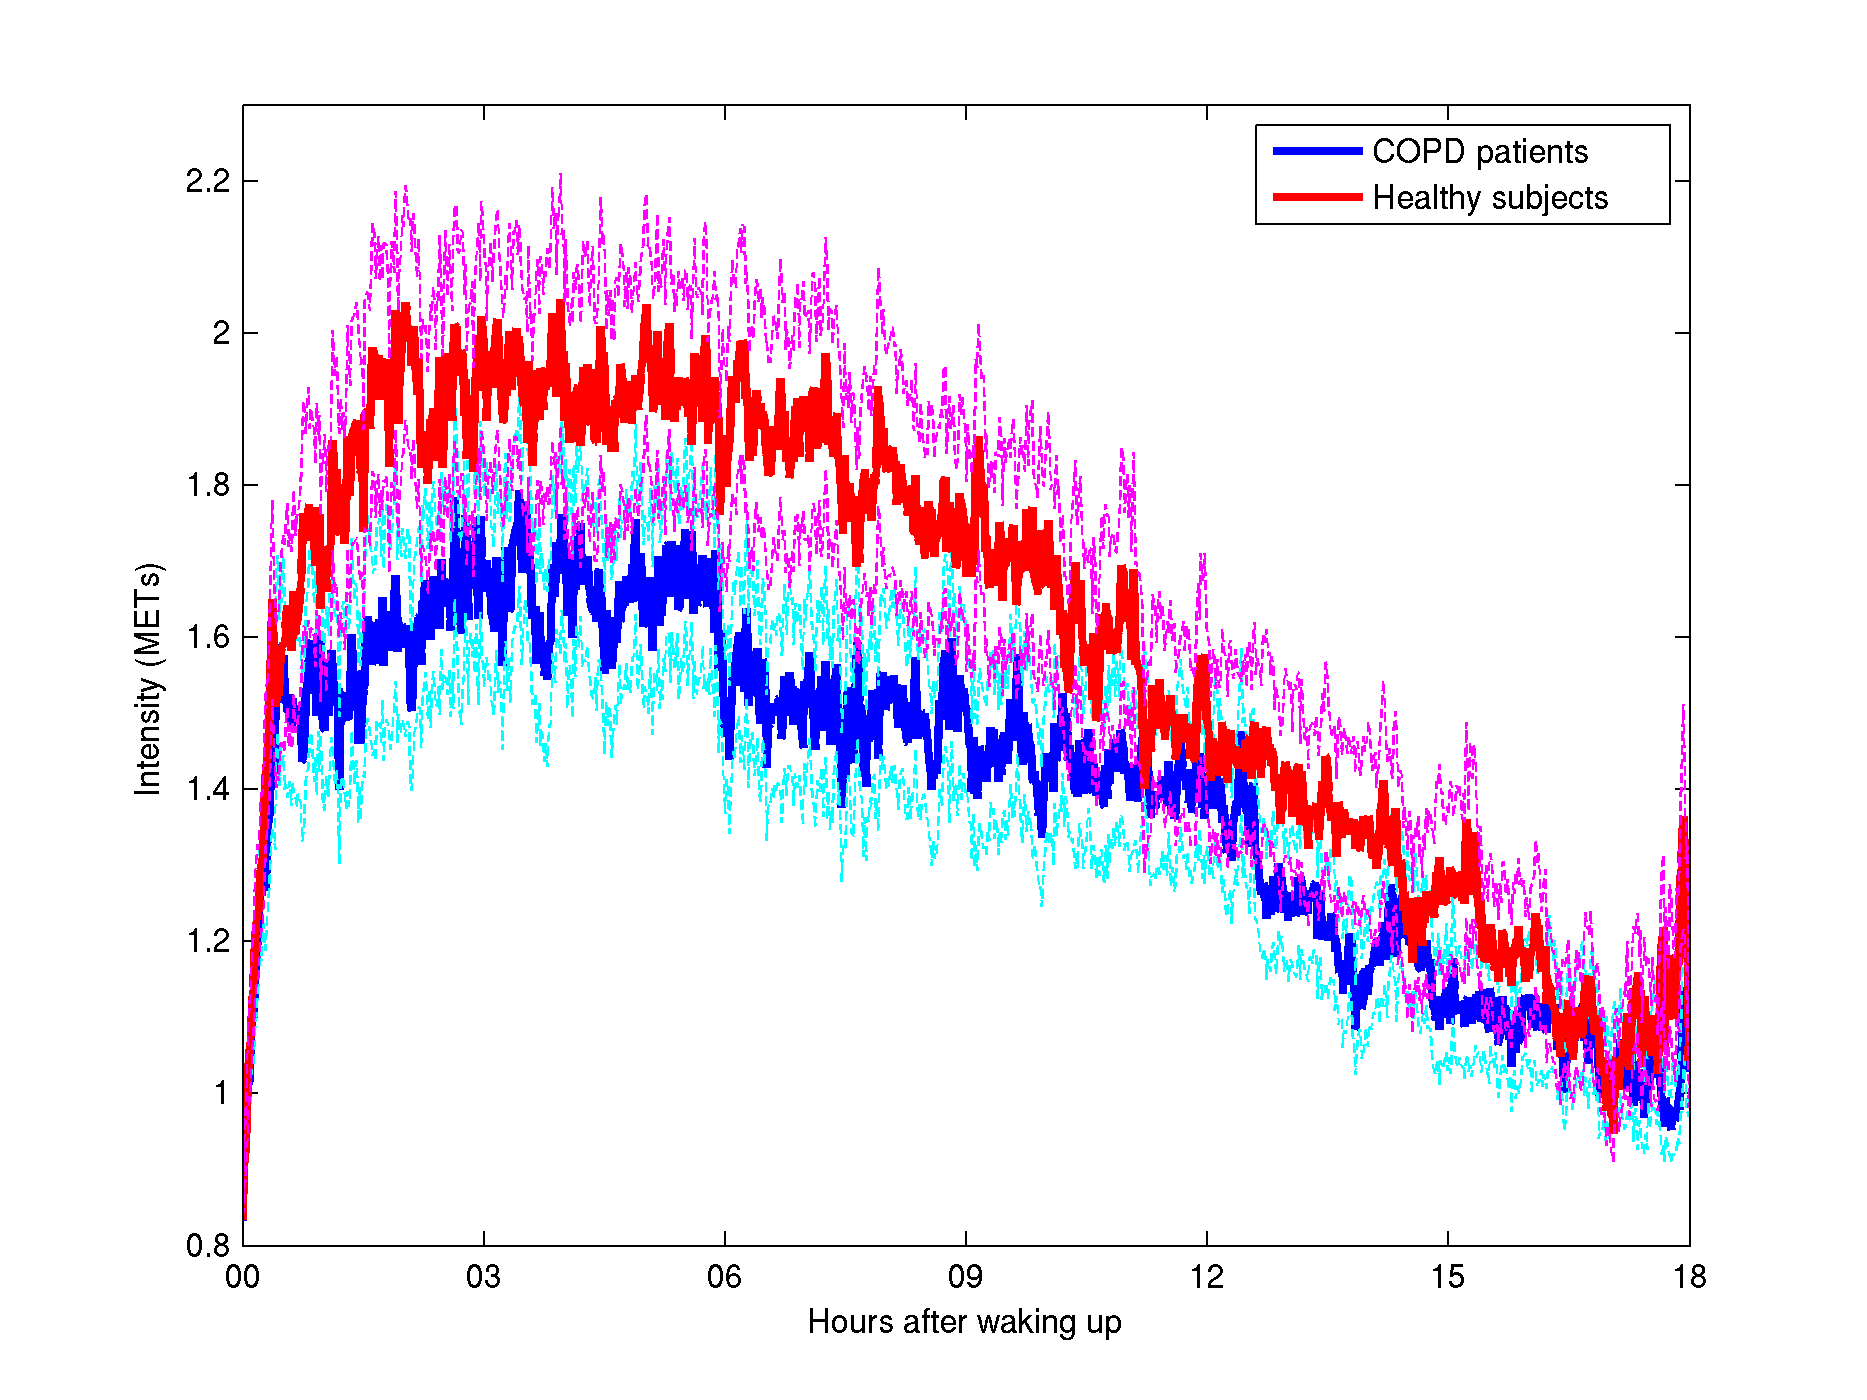 COPD patients
Healthy subjects
2.2
2
1.8
1.6
1.4
1.2
1
0.8
Intensity (METs)
00 03 06 09 12 15 18
Hours after waking up